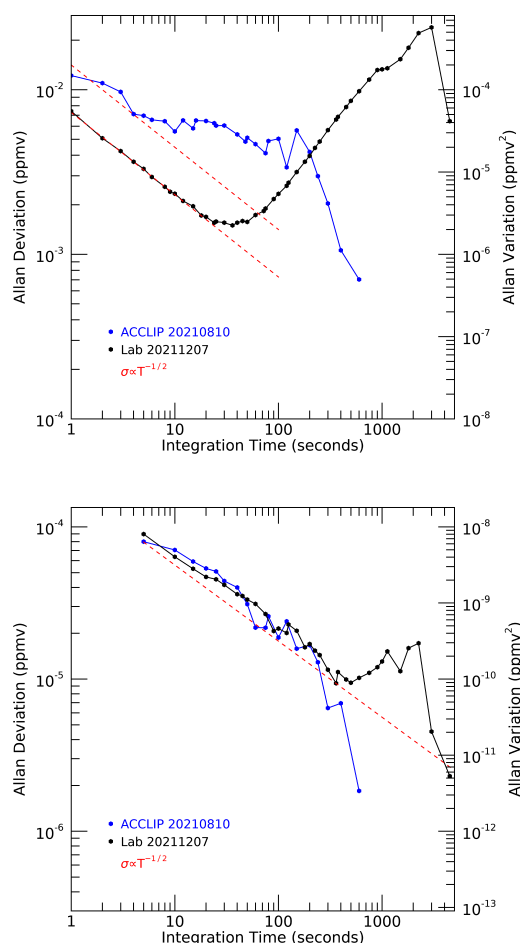 10⁻²
10⁻³
10⁻⁴
Allan Deviation (ppmv)
10⁻⁴
10⁻⁵
10⁻⁶
10⁻⁷
10⁻⁸
Allan Variation (ppmv²)
ACCLIP 20210810
Lab 20211207
σ∝T⁻¹/²
1 10 100 1000
Integration Time (seconds)
10⁻⁴
10⁻⁵
10⁻⁶
Allan Deviation (ppmv)
10⁻⁸
10⁻⁹
10⁻¹⁰
10⁻¹¹
10⁻¹²
10⁻¹³
Allan Variation (ppmv²)
ACCLIP 20210810
Lab 20211207
σ∝T⁻¹/²
1 10 100 1000
Integration Time (seconds)